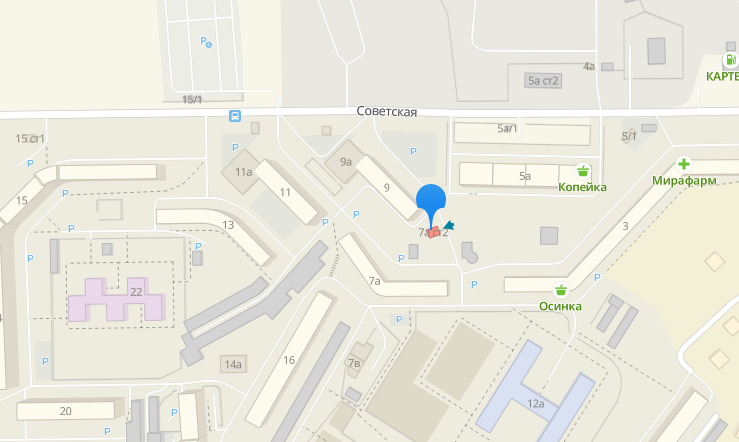 P
4а
5а ст2
КАРТЕ
15/1
Советская
15 ст1
5а/1
5/1
P
P
P
9а
11а
5а
Копейка
Мирафарм
15
P
11
9
P
P
P
13
3
7а ст2
P
P
P
7а
P
P
P
22
Осинка
P
16
P
14а
7в
20
P
12а